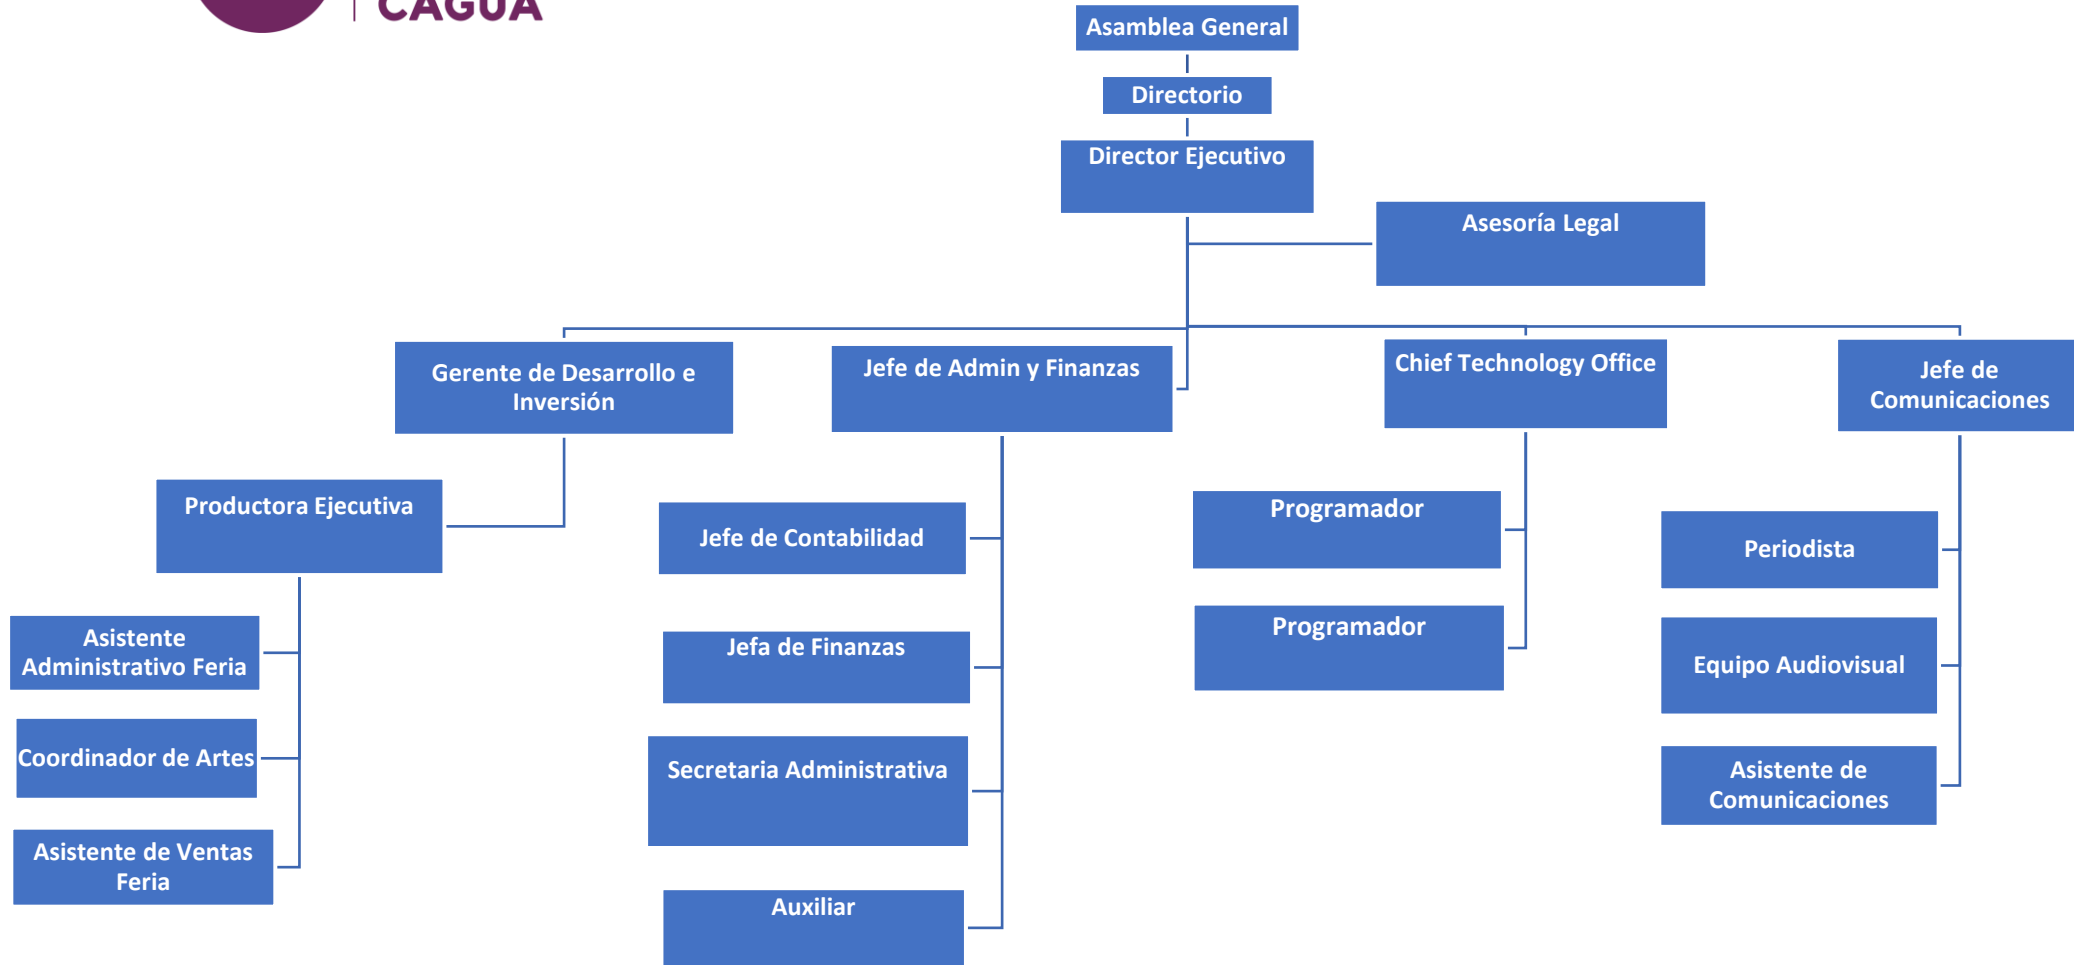 CAGUA
Asamblea General
Directorio
Director Ejecutivo
Asesoría Legal
Gerente de Desarrollo e
Inversión
Jefe de Admin y Finanzas
Chief Technology Office
Jefe de
Comunicaciones
Productora Ejecutiva
Asistente
Administrativo Feria
Coordinador de Artes
Asistente de Ventas
Feria
Jefe de Contabilidad
Jefa de Finanzas
Secretaria Administrativa
Auxiliar
Programador
Programador
Periodista
Equipo Audiovisual
Asistente de
Comunicaciones